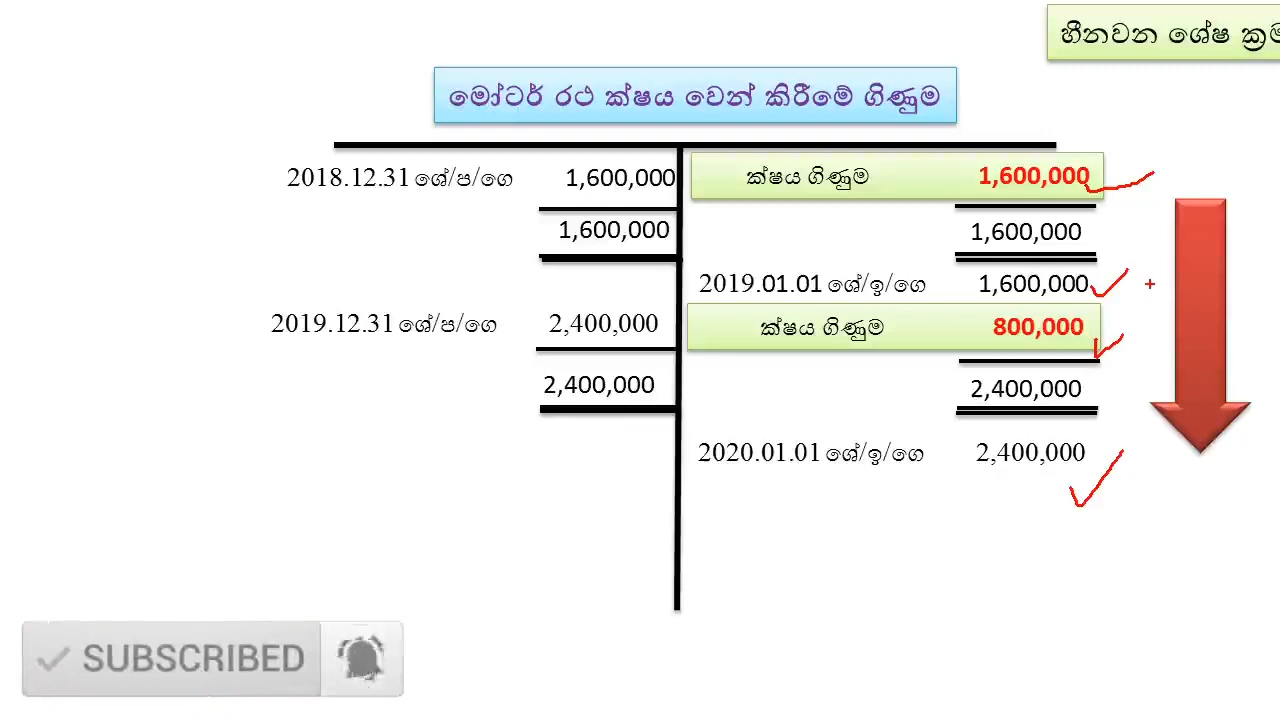 හීනවන ශේෂ ක්‍රම
මෝටර් රථ ක්ෂය වෙන් කිරීමේ ගිණුම
2018.12.31 ශේ/ප/ගෙ 1,600,000 ක්ෂය ගිණුම 1,600,000
1,600,000 1,600,000
2019.01.01 ශේ/ඉ/ගෙ 1,600,000 +
2019.12.31 ශේ/ප/ගෙ 2,400,000 ක්ෂය ගිණුම 800,000
2,400,000 2,400,000
2020.01.01 ශේ/ඉ/ගෙ 2,400,000
SUBSCRIBED